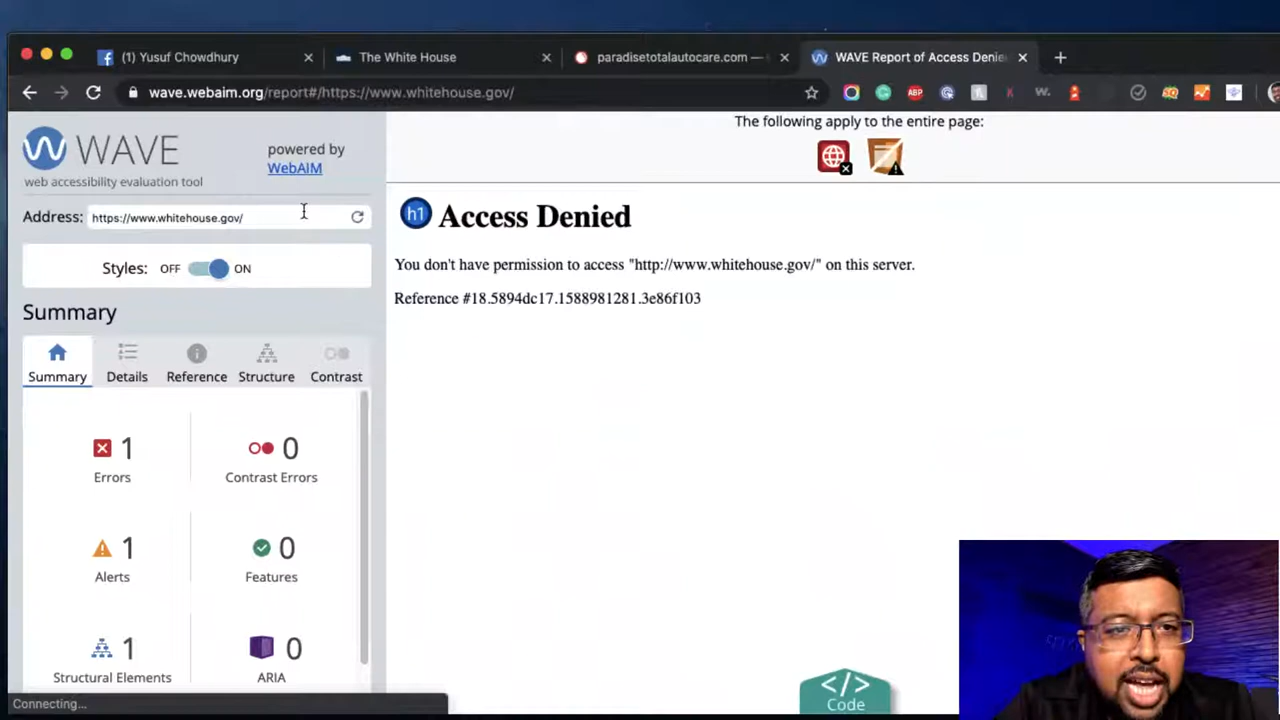 (1) Yusuf Chowdhury
The White House
paradisetotalautocare.com —
WAVE Report of Access Denie
wave.webaim.org/report#/https://www.whitehouse.gov/
ABP
WAVE
powered by
WebAIM
web accessibility evaluation tool
Address: https://www.whitehouse.gov/
Styles: OFF ON
Summary
Summary Details Reference Structure Contrast
1
Errors
0
Contrast Errors
1
Alerts
0
Features
1
Structural Elements
0
ARIA
Connecting...
The following apply to the entire page:
h1 Access Denied
You don't have permission to access "http://www.whitehouse.gov/" on this server.
Reference #18.5894dc17.1588981281.3e86f103
</>
Code